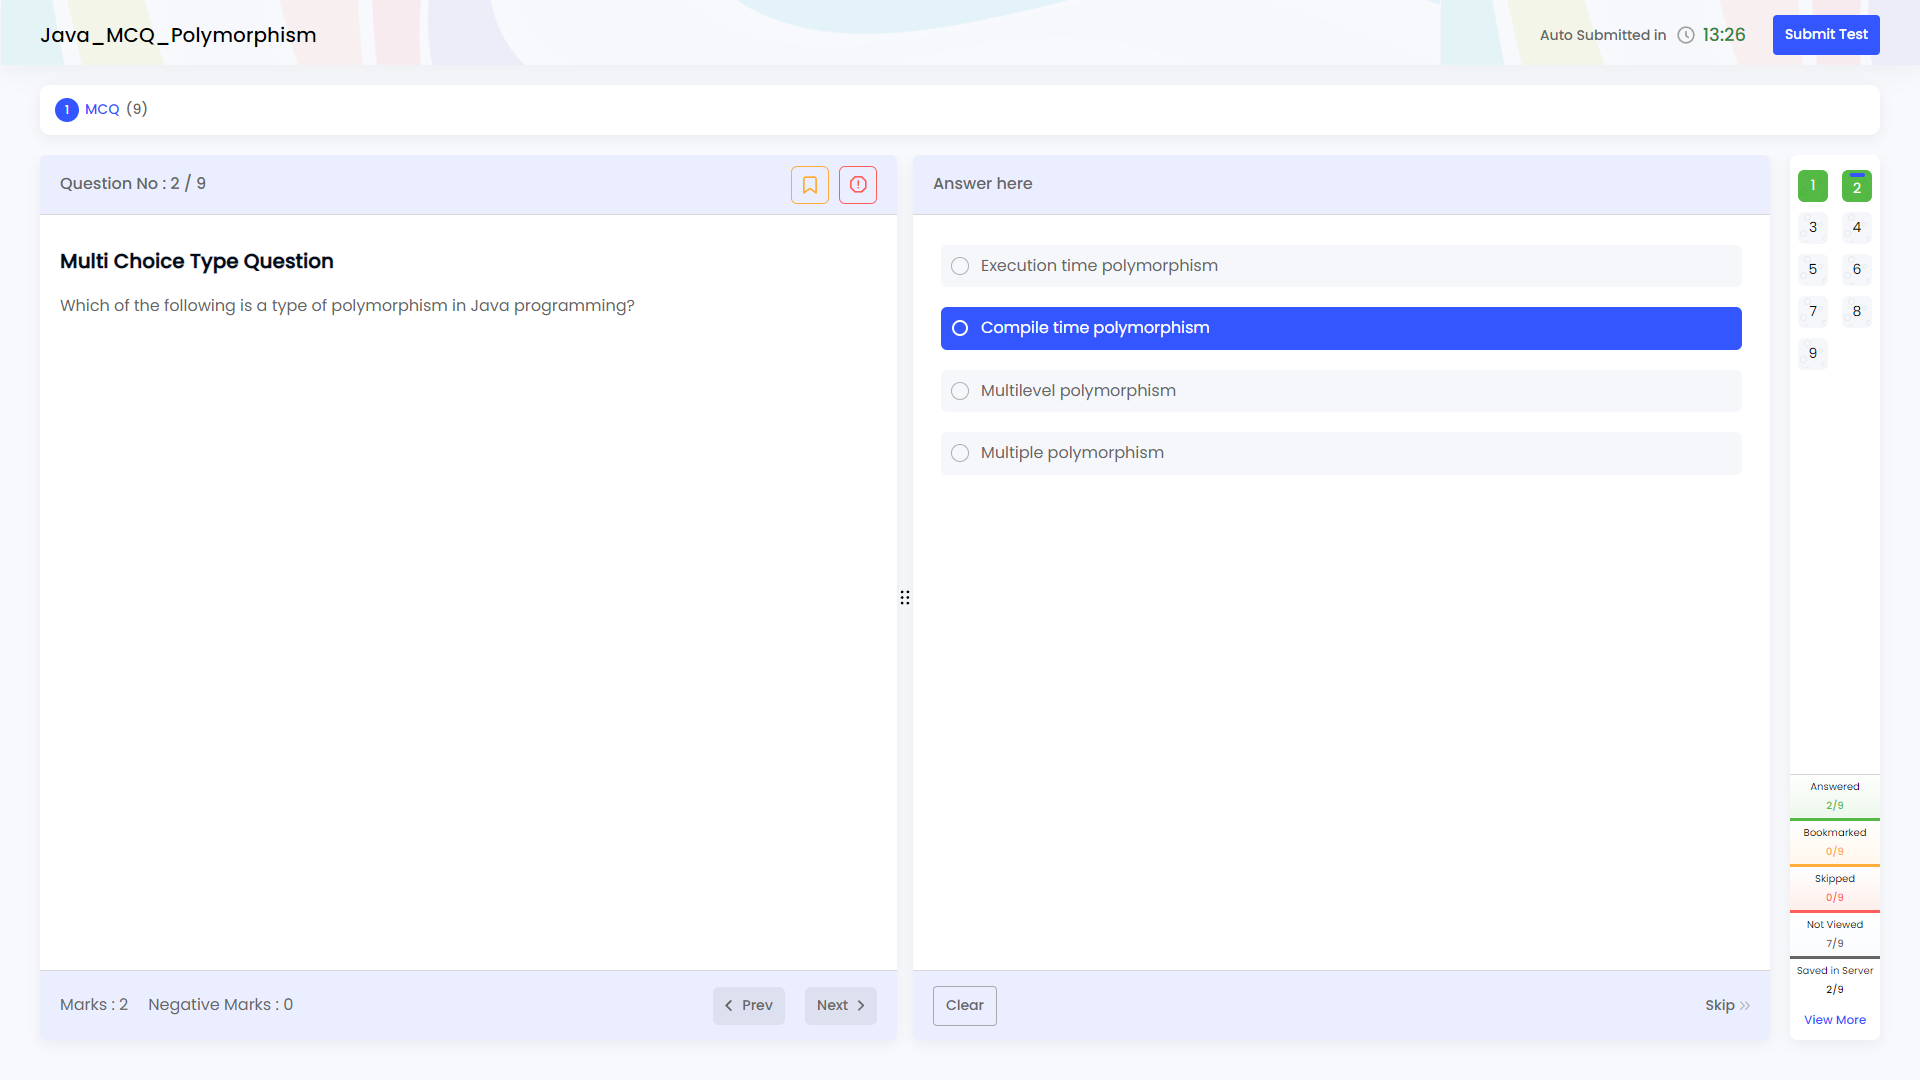 Java_MCQ_Polymorphism
Auto Submitted in 13:26
Submit Test
1 MCQ (9)
Question No : 2 / 9
Multi Choice Type Question
Which of the following is a type of polymorphism in Java programming?
Marks : 2 Negative Marks : 0
Prev
Next
Answer here
Execution time polymorphism
Compile time polymorphism
Multilevel polymorphism
Multiple polymorphism
Clear
Skip
1 2
3 4
5 6
7 8
9
Answered
2/9
Bookmarked
0/9
Skipped
0/9
Not Viewed
7/9
Saved in Server
2/9
View More